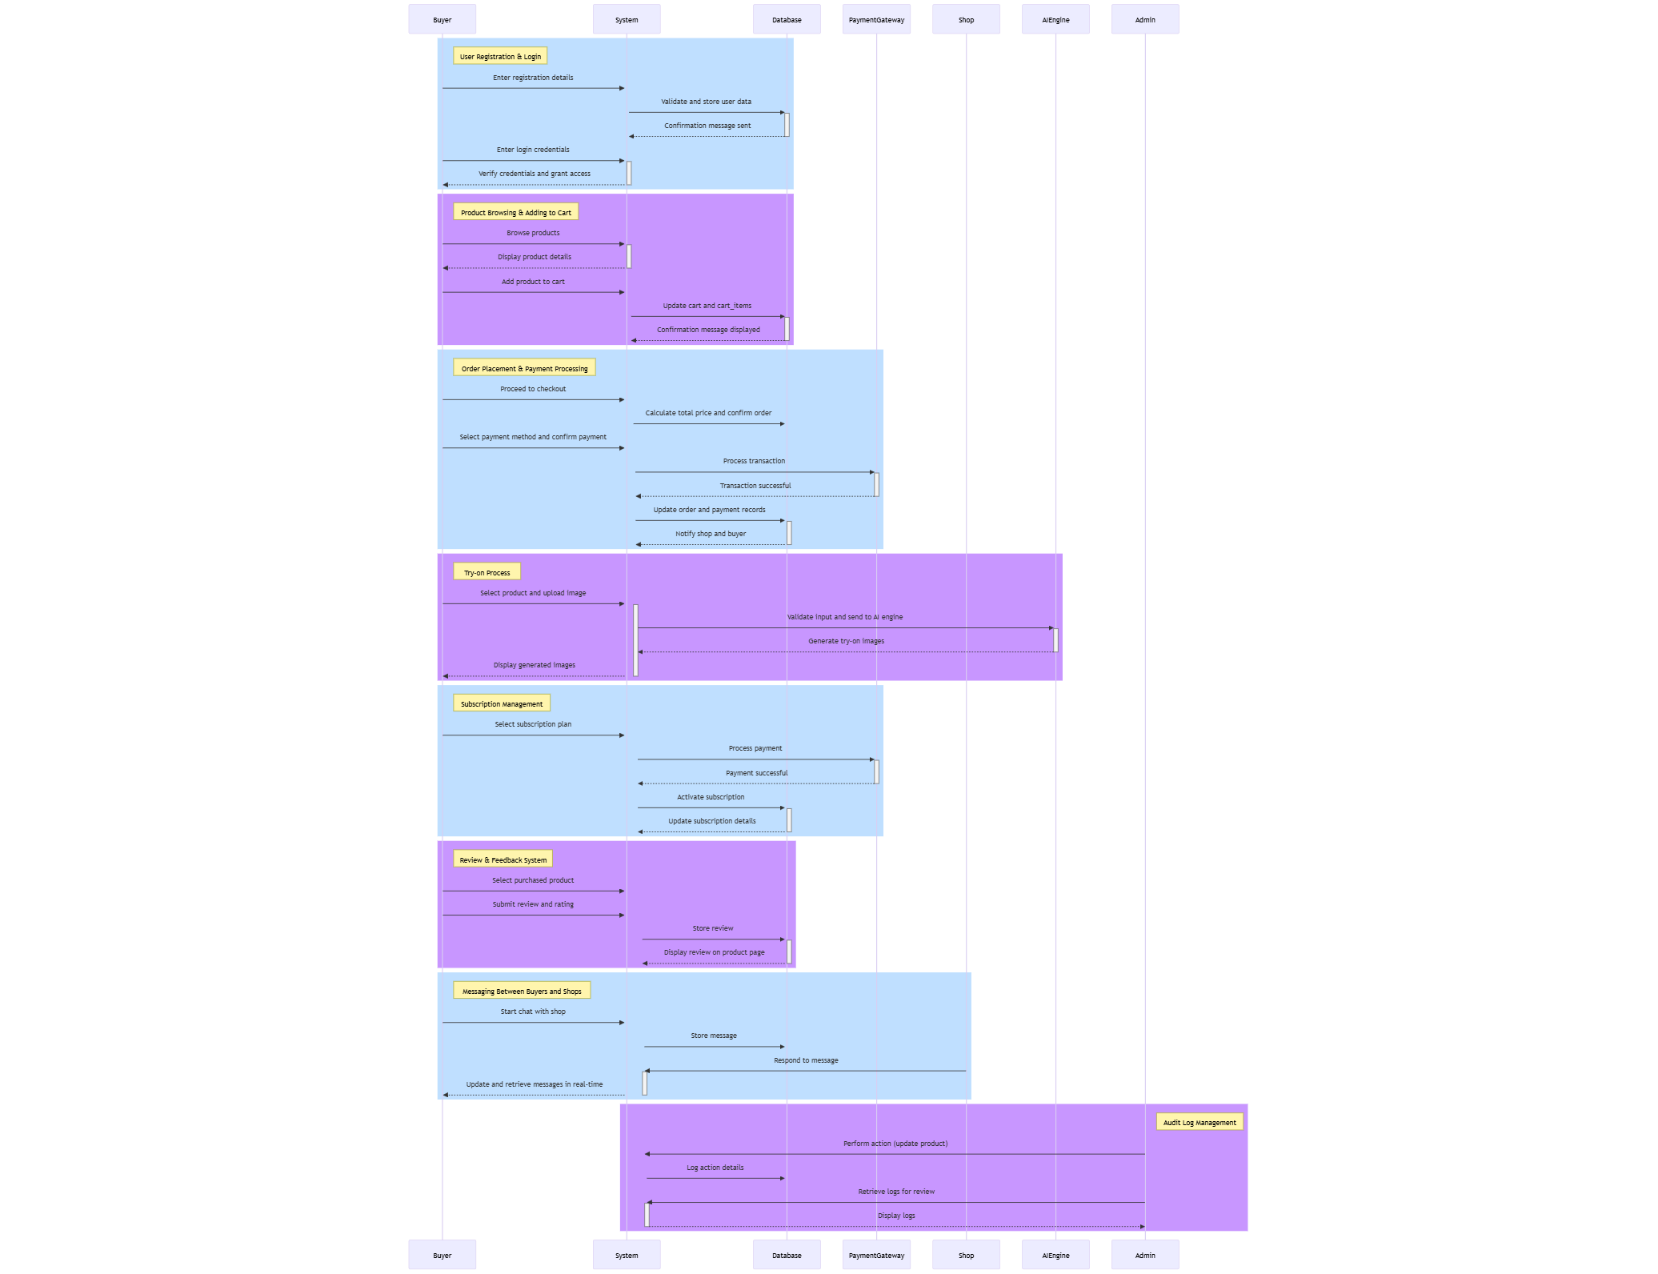 Buyer
System
Database
PaymentGateway
Shop
AIEngine
Admin
User Registration & Login
Enter registration details
Validate and store user data
Confirmation message sent
Enter login credentials
Verify credentials and grant access
Product Browsing & Adding to Cart
Browse products
Display product details
Add product to cart
Update cart and cart_items
Confirmation message displayed
Order Placement & Payment Processing
Proceed to checkout
Calculate total price and confirm order
Select payment method and confirm payment
Process transaction
Transaction successful
Update order and payment records
Notify shop and buyer
Try-on Process
Select product and upload image
Validate input and send to AI engine
Generate try-on images
Display generated images
Subscription Management
Select subscription plan
Process payment
Payment successful
Activate subscription
Update subscription details
Review & Feedback System
Select purchased product
Submit review and rating
Store review
Display review on product page
Messaging Between Buyers and Shops
Start chat with shop
Store message
Respond to message
Update and retrieve messages in real-time
Audit Log Management
Perform action (update product)
Log action details
Retrieve logs for review
Display logs
Buyer
System
Database
PaymentGateway
Shop
AIEngine
Admin